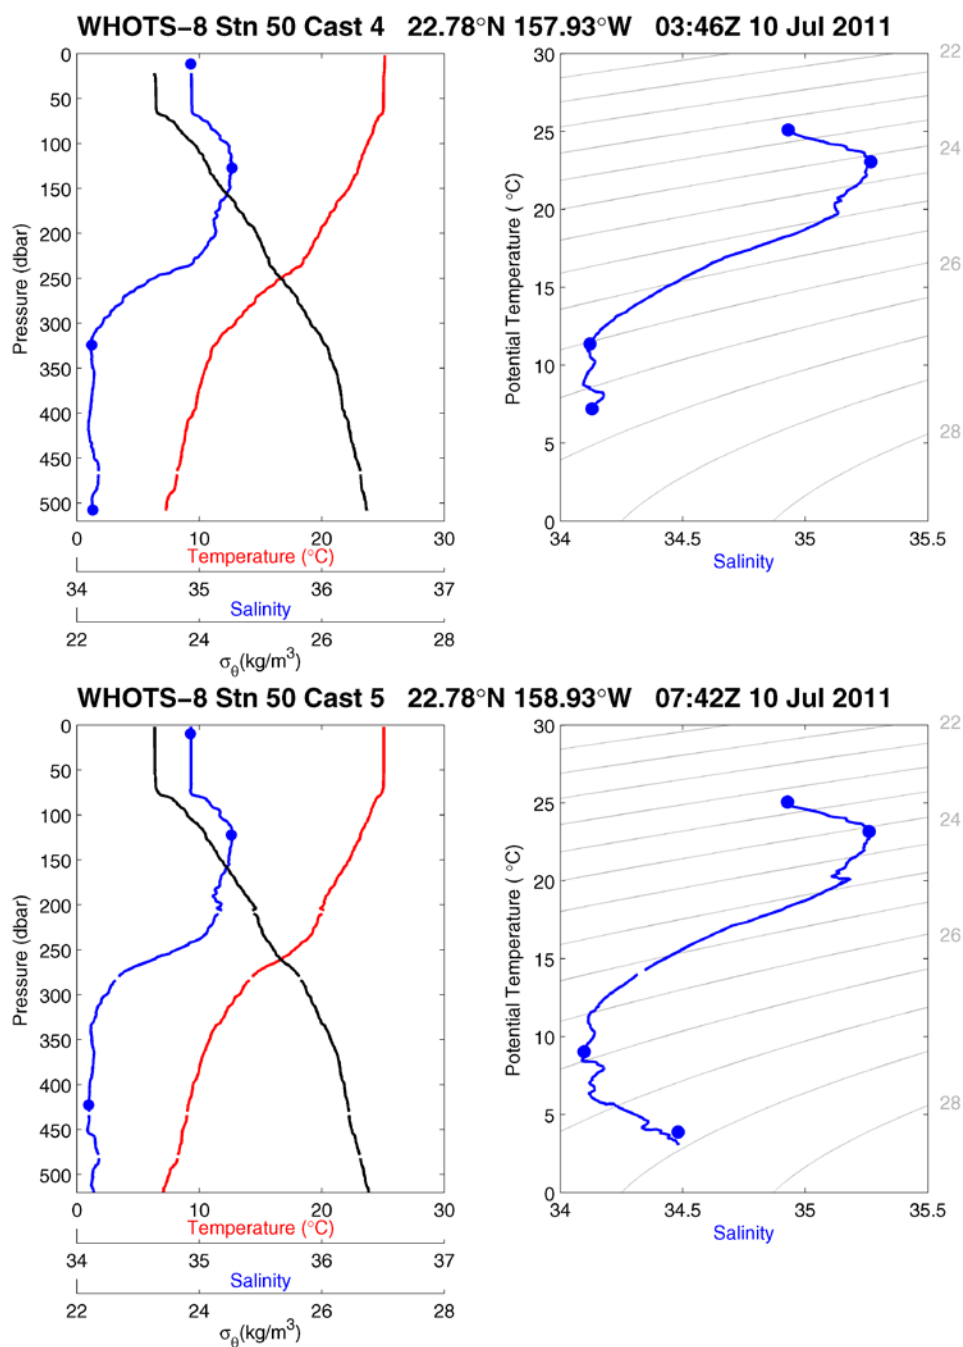 WHOTS-8 Stn 50 Cast 4 22.78°N 157.93°W 03:46Z 10 Jul 2011
0
50
100
150
200
250
300
350
400
450
500
Pressure (dbar)
0 10 20 30
Temperature (°C)
34 35 36 37
Salinity
22 24 26 28
σθ(kg/m³)
30
25
20
15
10
5
0
Potential Temperature ( °C)
34 34.5 35 35.5
Salinity
22
24
26
28
WHOTS-8 Stn 50 Cast 5 22.78°N 158.93°W 07:42Z 10 Jul 2011
0
50
100
150
200
250
300
350
400
450
500
Pressure (dbar)
0 10 20 30
Temperature (°C)
34 35 36 37
Salinity
22 24 26 28
σθ(kg/m³)
30
25
20
15
10
5
0
Potential Temperature ( °C)
34 34.5 35 35.5
Salinity
22
24
26
28